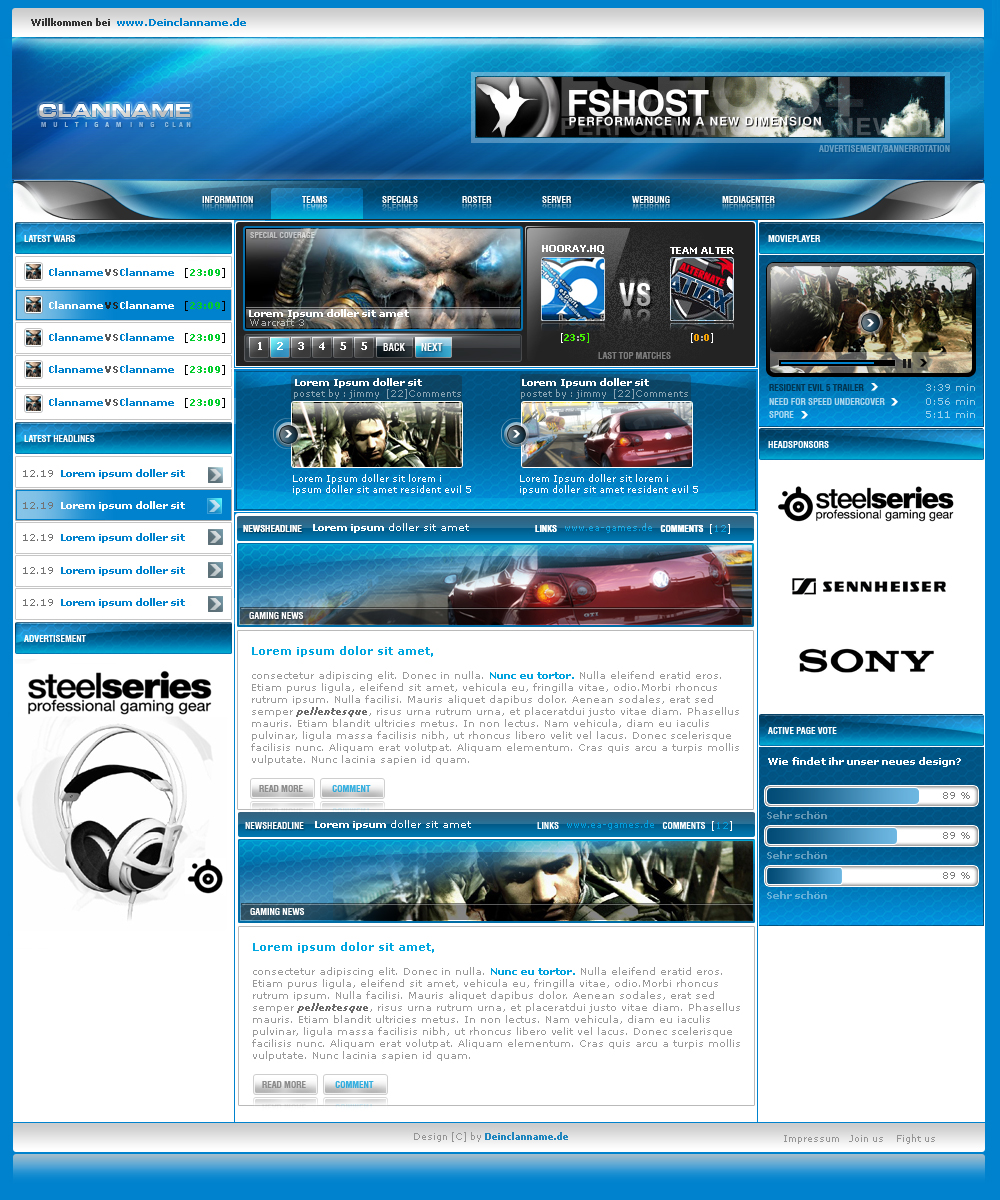 Willkommen bei www.Deinclanname.de
CLANNAME
MULTIGAMING CLAN
FSHOST
PERFORMANCE IN A NEW DIMENSION
ADVERTISEMENT/BANNERROTATION
INFORMATION TEAMS SPECIALS ROSTER SERVER WERBUNG MEDIACENTER
LATEST WARS
Clanname VS Clanname [23:09]
Clanname VS Clanname [23:09]
Clanname VS Clanname [23:09]
Clanname VS Clanname [23:09]
Clanname VS Clanname [23:09]
LATEST HEADLINES
12.19 Lorem ipsum doller sit
12.19 Lorem ipsum doller sit
12.19 Lorem ipsum doller sit
12.19 Lorem ipsum doller sit
12.19 Lorem ipsum doller sit
ADVERTISEMENT
steelseries
professional gaming gear
SPECIAL COVERAGE
Lorem Ipsum doller sit amet
Warcraft 3
1 2 3 4 5 5 BACK NEXT
HOORAY.HQ
TEAM ALTER
VS
ALTERNATE
ATTAX
[23:5]
[0:0]
LAST TOP MATCHES
Lorem Ipsum doller sit
postet by : jimmy [22]Comments
Lorem Ipsum doller sit lorem i
ipsum doller sit amet resident evil 5
Lorem Ipsum doller sit
postet by : jimmy [22]Comments
Lorem Ipsum doller sit lorem i
ipsum doller sit amet resident evil 5
NEWSHEADLINE Lorem ipsum doller sit amet LINKS www.ea-games.de COMMENTS [12]
GAMING NEWS
Lorem ipsum dolor sit amet,
consectetur adipiscing elit. Donec in nulla. Nunc eu tortor. Nulla eleifend eratid eros.
Etiam purus ligula, eleifend sit amet, vehicula eu, fringilla vitae, odio.Morbi rhoncus
rutrum ipsum. Nulla facilisi. Mauris aliquet dapibus dolor. Aenean sodales, erat sed
semper pellentesque, risus urna rutrum urna, et placeratdui justo vitae diam. Phasellus
mauris. Etiam blandit ultricies metus. In non lectus. Nam vehicula, diam eu iaculis
pulvinar, ligula massa facilisis nibh, ut rhoncus libero velit vel lacus. Donec scelerisque
facilisis nunc. Aliquam erat volutpat. Aliquam elementum. Cras quis arcu a turpis mollis
vulputate. Nunc lacinia sapien id quam.
READ MORE COMMENT
NEWSHEADLINE Lorem ipsum doller sit amet LINKS www.ea-games.de COMMENTS [12]
GAMING NEWS
Lorem ipsum dolor sit amet,
consectetur adipiscing elit. Donec in nulla. Nunc eu tortor. Nulla eleifend eratid eros.
Etiam purus ligula, eleifend sit amet, vehicula eu, fringilla vitae, odio.Morbi rhoncus
rutrum ipsum. Nulla facilisi. Mauris aliquet dapibus dolor. Aenean sodales, erat sed
semper pellentesque, risus urna rutrum urna, et placeratdui justo vitae diam. Phasellus
mauris. Etiam blandit ultricies metus. In non lectus. Nam vehicula, diam eu iaculis
pulvinar, ligula massa facilisis nibh, ut rhoncus libero velit vel lacus. Donec scelerisque
facilisis nunc. Aliquam erat volutpat. Aliquam elementum. Cras quis arcu a turpis mollis
vulputate. Nunc lacinia sapien id quam.
READ MORE COMMENT
MOVIEPLAYER
RESIDENT EVIL 5 TRAILER 3:39 min
NEED FOR SPEED UNDERCOVER 0:56 min
SPORE 5:11 min
HEADSPONSORS
steelseries
professional gaming gear
SENNHEISER
SONY
ACTIVE PAGE VOTE
Wie findet ihr unser neues design?
89 %
Sehr schön
89 %
Sehr schön
89 %
Sehr schön
Design [C] by Deinclanname.de
Impressum Join us Fight us